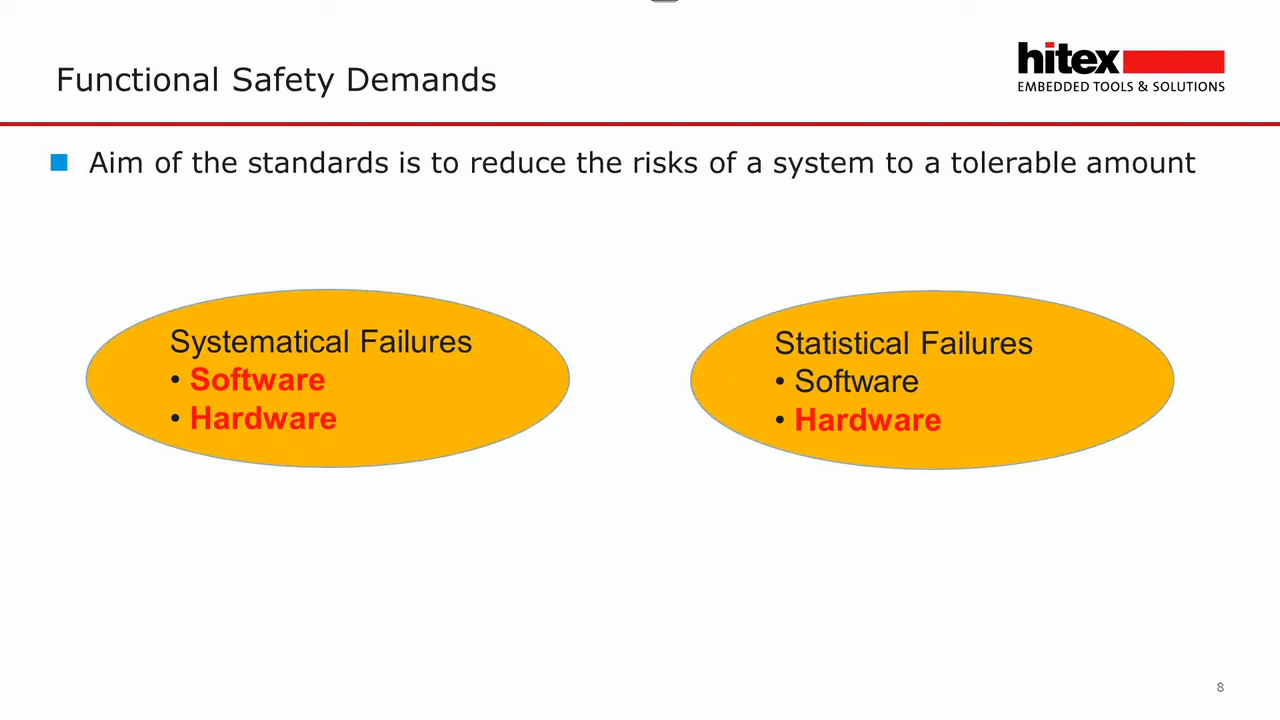 Functional Safety Demands
hitex
EMBEDDED TOOLS & SOLUTIONS
Aim of the standards is to reduce the risks of a system to a tolerable amount
Systematical Failures
• Software
• Hardware
Statistical Failures
• Software
• Hardware
8